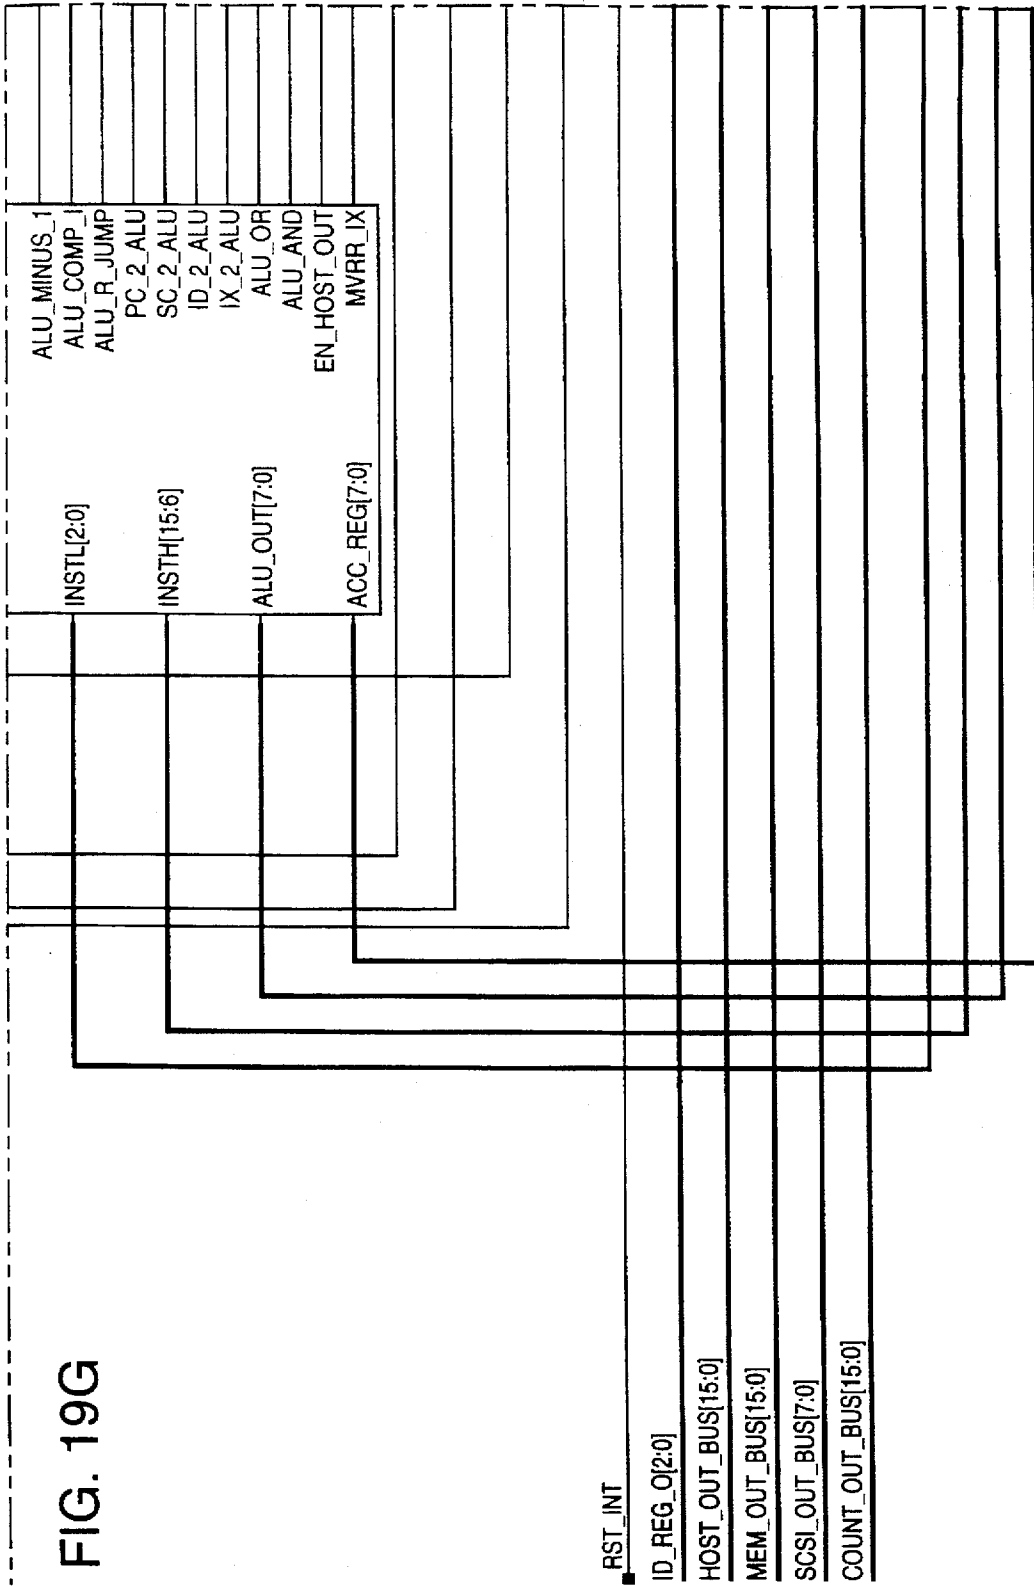 FIG. 19G
INSTL[2:0]
INSTH[15:6]
ALU_OUT[7:0]
ACC_REG[7:0]
ALU_MINUS_1
ALU_COMP_I
ALU_R_JUMP
PC_2_ALU
SC_2_ALU
ID_2_ALU
IX_2_ALU
ALU_OR
ALU_AND
EN_HOST_OUT
MVRR_IX
RST_INT
ID_REG_O[2:0]
HOST_OUT_BUS[15:0]
MEM_OUT_BUS[15:0]
SCSI_OUT_BUS[7:0]
COUNT_OUT_BUS[15:0]